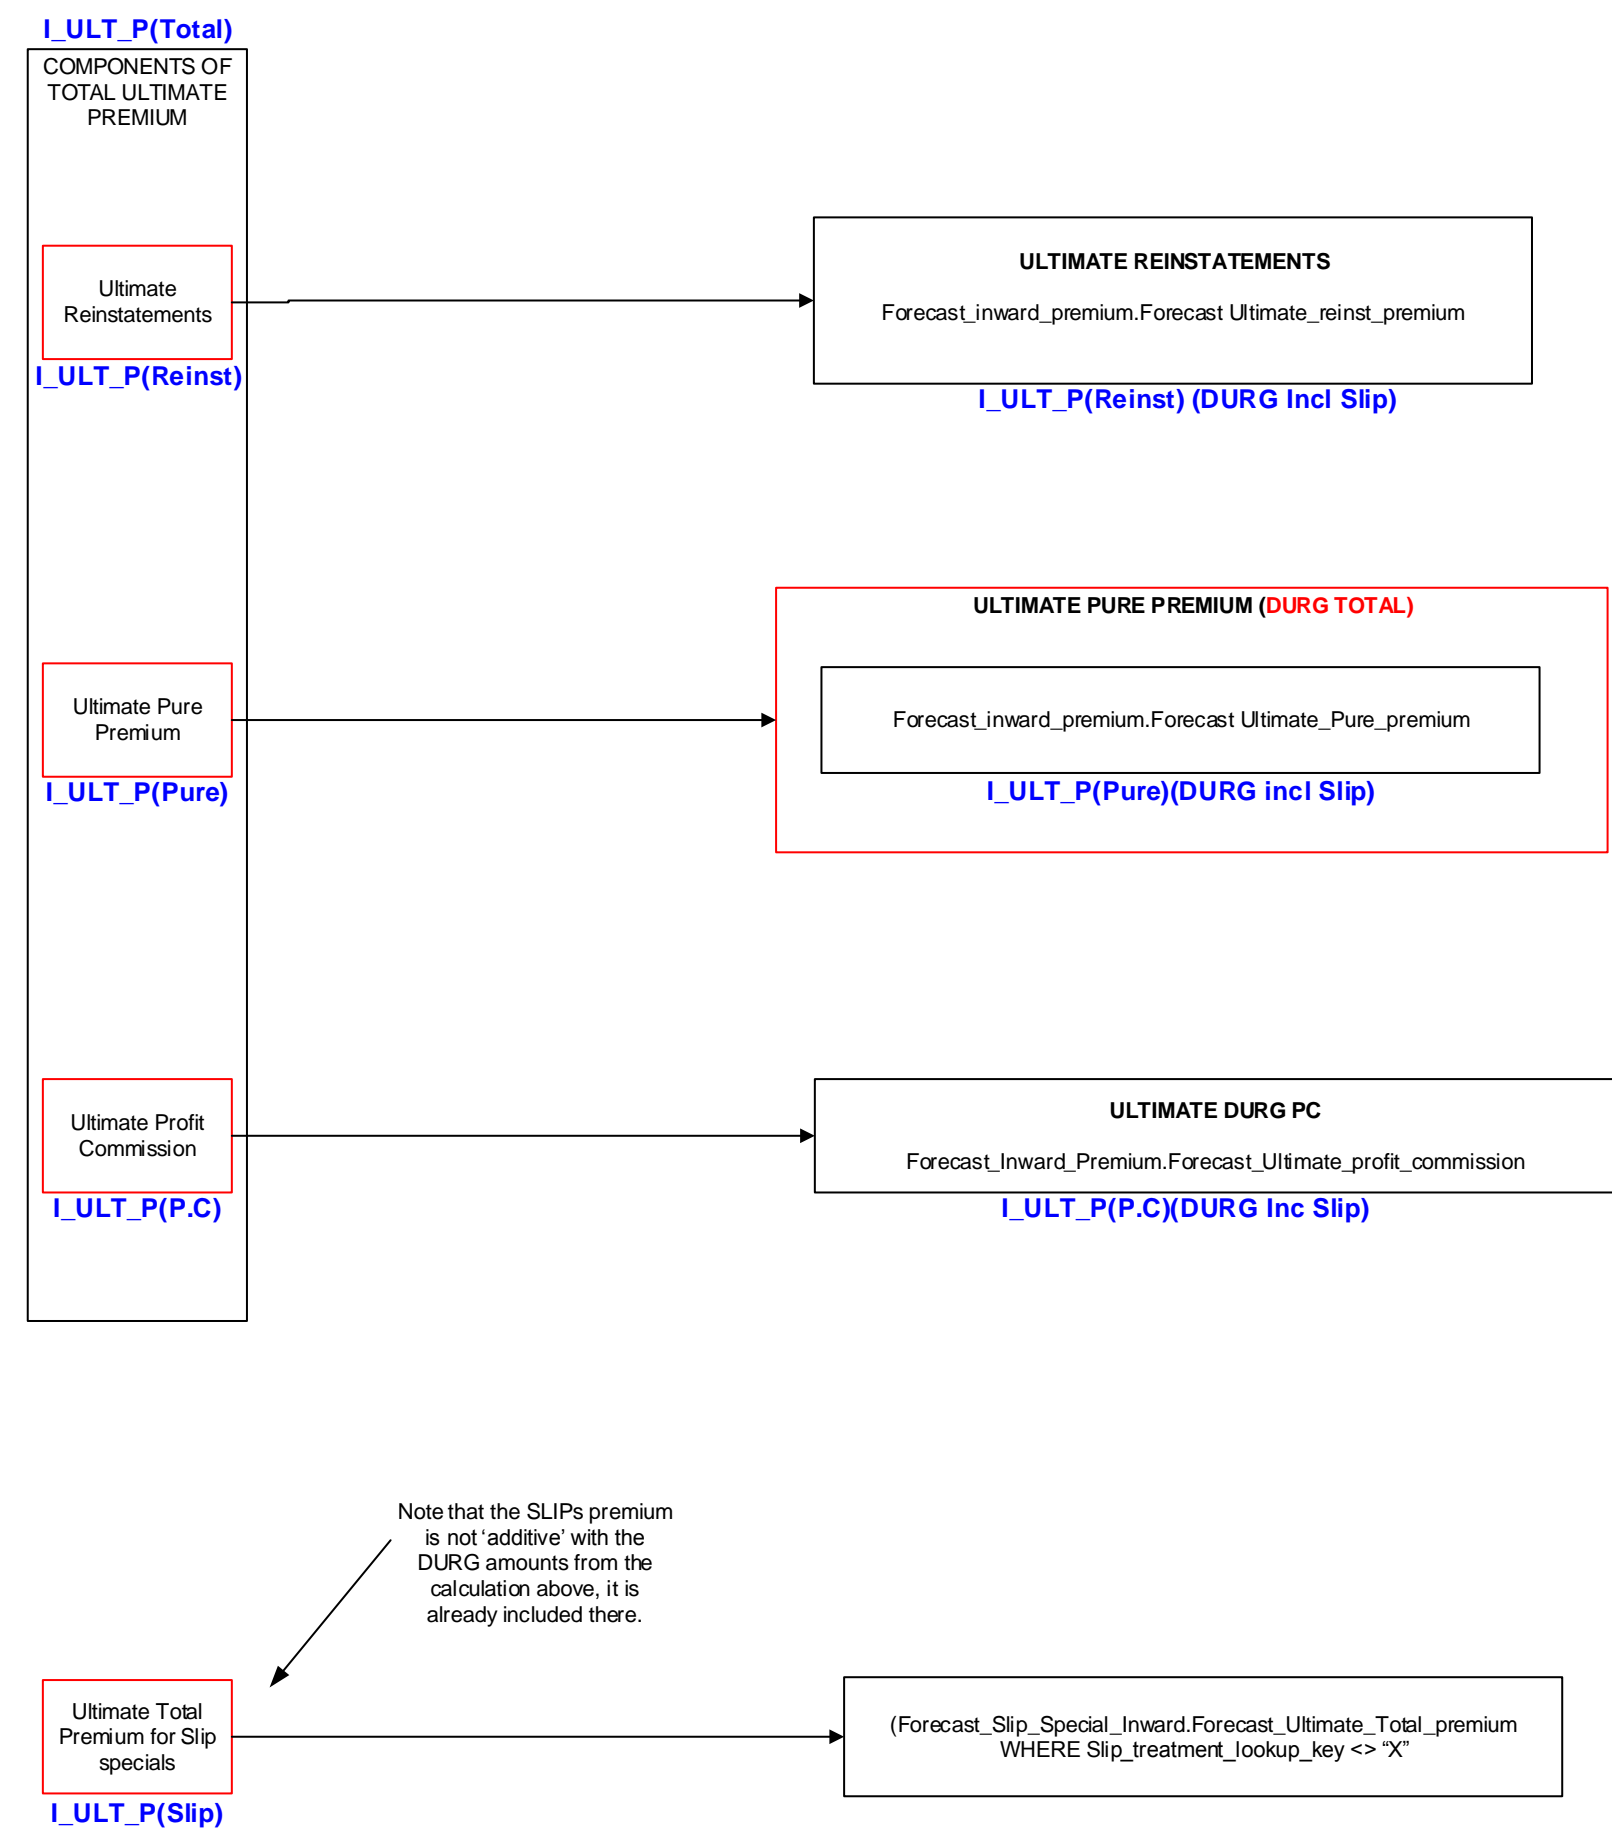 I_ULT_P(Total)
COMPONENTS OF
TOTAL ULTIMATE
PREMIUM
Ultimate
Reinstatements
I_ULT_P(Reinst)
ULTIMATE REINSTATEMENTS
Forecast_inward_premium.Forecast Ultimate_reinst_premium
I_ULT_P(Reinst) (DURG Incl Slip)
ULTIMATE PURE PREMIUM (DURG TOTAL)
Ultimate Pure
Premium
I_ULT_P(Pure)
Forecast_inward_premium.Forecast Ultimate_Pure_premium
I_ULT_P(Pure)(DURG incl Slip)
Ultimate Profit
Commission
I_ULT_P(P.C)
ULTIMATE DURG PC
Forecast_Inward_Premium.Forecast_Ultimate_profit_commission
I_ULT_P(P.C)(DURG Inc Slip)
Note that the SLIPs premium
is not ‘additive’ with the
DURG amounts from the
calculation above, it is
already included there.
Ultimate Total
Premium for Slip
specials
I_ULT_P(Slip)
(Forecast_Slip_Special_Inward.Forecast_Ultimate_Total_premium
WHERE Slip_treatment_lookup_key <> “X”